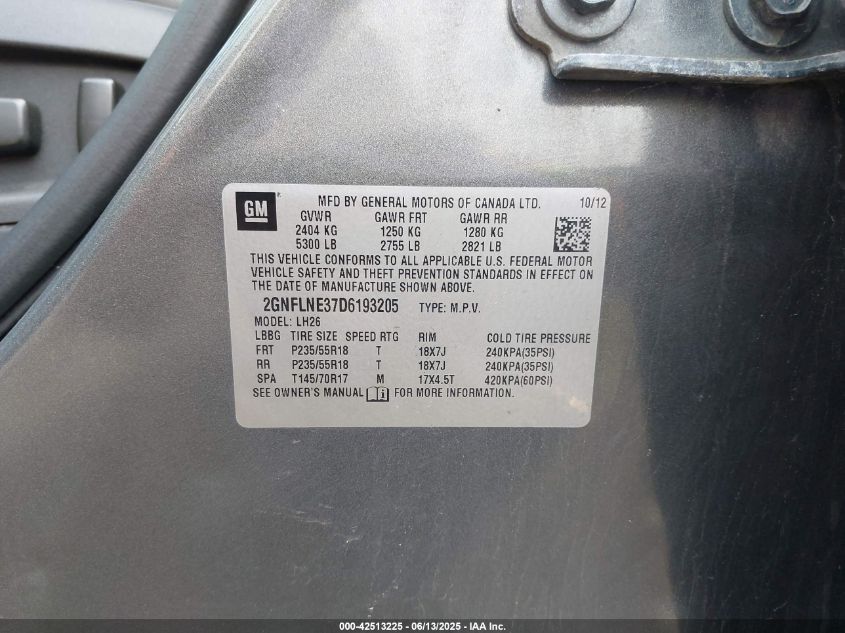 GM
MFD BY GENERAL MOTORS OF CANADA LTD. 10/12
GVWR GAWR FRT GAWR RR
2404 KG 1250 KG 1280 KG
5300 LB 2755 LB 2821 LB
THIS VEHICLE CONFORMS TO ALL APPLICABLE U.S. FEDERAL MOTOR
VEHICLE SAFETY AND THEFT PREVENTION STANDARDS IN EFFECT ON
THE DATE OF MANUFACTURE SHOWN ABOVE.
2GNFLNE37D6193205 TYPE: M.P.V.
MODEL: LH26
LBBG TIRE SIZE SPEED RTG RIM COLD TIRE PRESSURE
FRT P235/55R18 T 18X7J 240KPA(35PSI)
RR P235/55R18 T 18X7J 240KPA(35PSI)
SPA T145/70R17 M 17X4.5T 420KPA(60PSI)
SEE OWNER'S MANUAL FOR MORE INFORMATION.
000-42513225 - 06/13/2025 - IAA Inc.